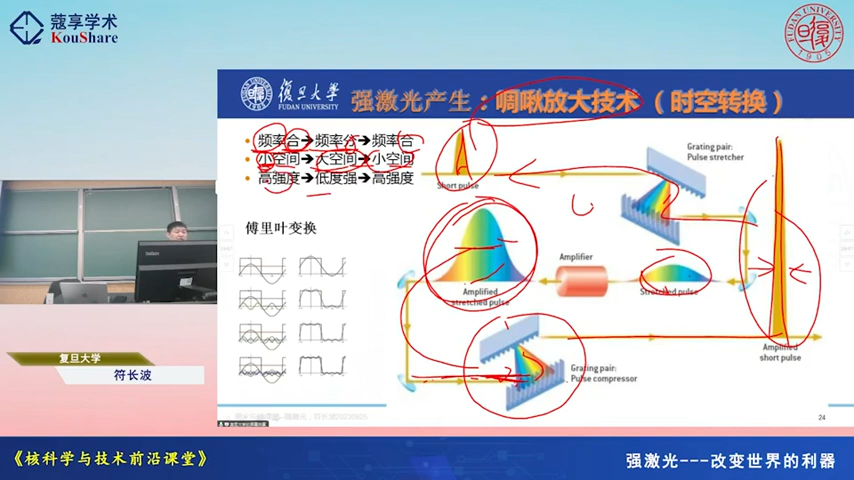 蔻享学术
KouShare
FUDAN UNIVERSITY
1905
復旦大學
FUDAN UNIVERSITY
强激光产生：啁啾放大技术（时空转换）
• 频率合→频率分→频率合
• 小空间→大空间→小空间
• 高强度→低度强→高强度
Short pulse
Grating pair:
Pulse stretcher
傅里叶变换
Amplifier
Amplified
stretched pulse
Stretched pulse
Grating pair:
Pulse compressor
Amplified
short pulse
24
复旦大学
符长波
《核科学与技术前沿课堂》
强激光---改变世界的利器